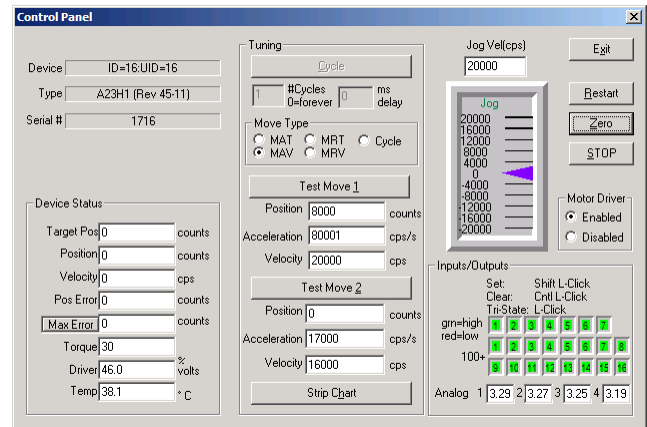 Control Panel
Device ID=16:UID=16
Type A23H1 (Rev 45-11)
Serial # 1716
Device Status
Target Pos 0 counts
Position 0 counts
Velocity 0 cps
Pos Error 0 counts
Max Error 0 counts
Torque 30 %
Driver 46.0 volts
Temp 38.1 ° C
Tuning
Cycle
1 #Cycles 0 ms
0=forever delay
Move Type
MAT MRT Cycle
MAV MRV
Test Move 1
Position 8000 counts
Acceleration 80001 cps/s
Velocity 20000 cps
Test Move 2
Position 0 counts
Acceleration 17000 cps/s
Velocity 16000 cps
Strip Chart
Jog Vel(cps)
20000
Jog
20000
16000
12000
8000
4000
0
-4000
-8000
-12000
-16000
-20000
Exit
Restart
Zero
STOP
Motor Driver
Enabled
Disabled
Inputs/Outputs
Set: Shift L-Click
Clear: Cntl L-Click
Tri-State: L-Click
grn=high 1 2 3 4 5 6 7
red=low
100+ 1 2 3 4 5 6 7 8
9 10 11 12 13 14 15 16
Analog 1 3.29 2 3.27 3 3.25 4 3.19